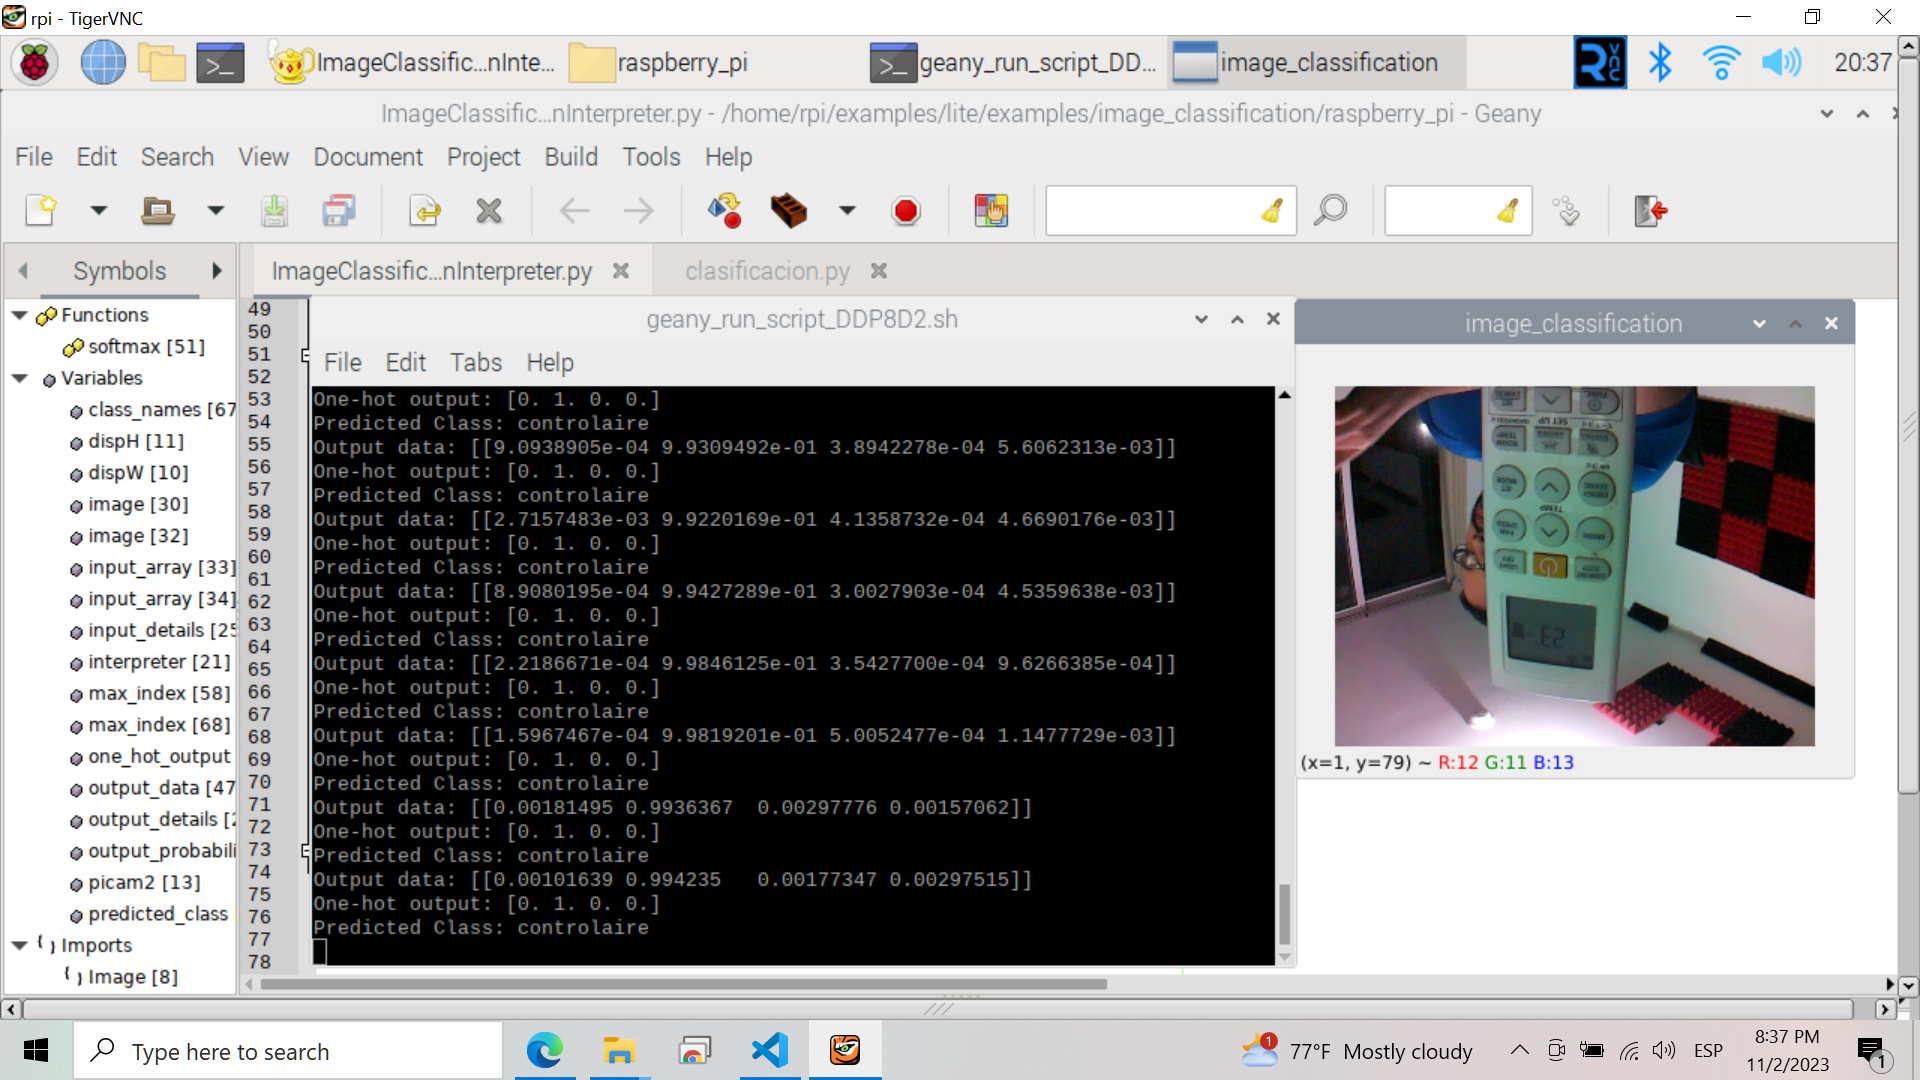 rpi - TigerVNC
ImageClassific...nInte... raspberry_pi geany_run_script_DD... image_classification 20:37
ImageClassific...nInterpreter.py - /home/rpi/examples/lite/examples/image_classification/raspberry_pi - Geany
File Edit Search View Document Project Build Tools Help
Symbols ImageClassific...nInterpreter.py clasificacion.py
Functions
softmax [51]
Variables
class_names [67
dispH [11]
dispW [10]
image [30]
image [32]
input_array [33]
input_array [34]
input_details [25
interpreter [21]
max_index [58]
max_index [68]
one_hot_output
output_data [47
output_details [2
output_probabili
picam2 [13]
predicted_class
Imports
Image [8]
49
50
51
52
53
54
55
56
57
58
59
60
61
62
63
64
65
66
67
68
69
70
71
72
73
74
75
76
77
78
geany_run_script_DDP8D2.sh
File Edit Tabs Help
One-hot output: [0. 1. 0. 0.]
Predicted Class: controlaire
Output data: [[9.0938905e-04 9.9309492e-01 3.8942278e-04 5.6062313e-03]]
One-hot output: [0. 1. 0. 0.]
Predicted Class: controlaire
Output data: [[2.7157483e-03 9.9220169e-01 4.1358732e-04 4.6690176e-03]]
One-hot output: [0. 1. 0. 0.]
Predicted Class: controlaire
Output data: [[8.9080195e-04 9.9427289e-01 3.0027903e-04 4.5359638e-03]]
One-hot output: [0. 1. 0. 0.]
Predicted Class: controlaire
Output data: [[2.2186671e-04 9.9846125e-01 3.5427700e-04 9.6266385e-04]]
One-hot output: [0. 1. 0. 0.]
Predicted Class: controlaire
Output data: [[1.5967467e-04 9.9819201e-01 5.0052477e-04 1.1477729e-03]]
One-hot output: [0. 1. 0. 0.]
Predicted Class: controlaire
Output data: [[0.00181495 0.9936367  0.00297776 0.00157062]]
One-hot output: [0. 1. 0. 0.]
Predicted Class: controlaire
Output data: [[0.00101639 0.994235   0.00177347 0.00297515]]
One-hot output: [0. 1. 0. 0.]
Predicted Class: controlaire
image_classification
SET UP
ROOM TEMP
TEMP
MODE
FAN SPEED
(x=1, y=79) ~ R:12 G:11 B:13
Type here to search
1
77°F Mostly cloudy
ESP
8:37 PM
11/2/2023
1